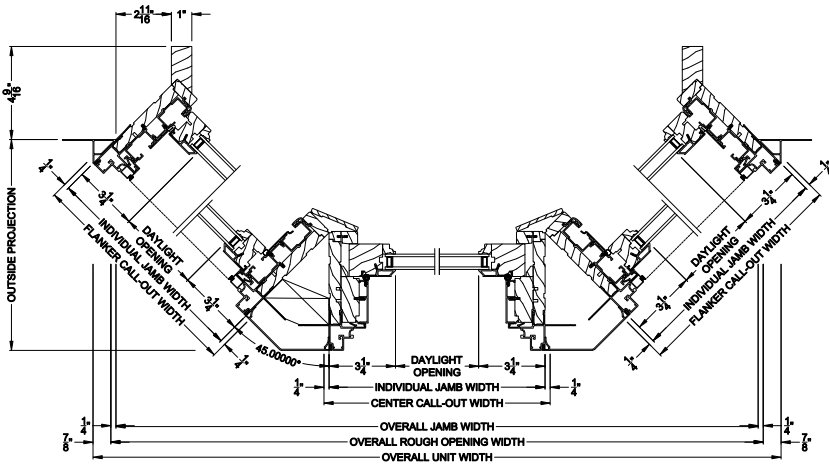 2 11/16"
1"
4 9/16"
OUTSIDE PROJECTION
1/4"
3 1/4"
DAYLIGHT
OPENING
INDIVIDUAL JAMB WIDTH
FLANKER CALL-OUT WIDTH
3 1/4"
1/4"
45.00000°
1/4"
3 1/4"
DAYLIGHT
OPENING
INDIVIDUAL JAMB WIDTH
FLANKER CALL-OUT WIDTH
3 1/4"
1/4"
3 1/4"
DAYLIGHT
OPENING
3 1/4"
1/4"
INDIVIDUAL JAMB WIDTH
1/4"
CENTER CALL-OUT WIDTH
1/4"
OVERALL JAMB WIDTH
1/4"
7/8"
OVERALL ROUGH OPENING WIDTH
7/8"
OVERALL UNIT WIDTH